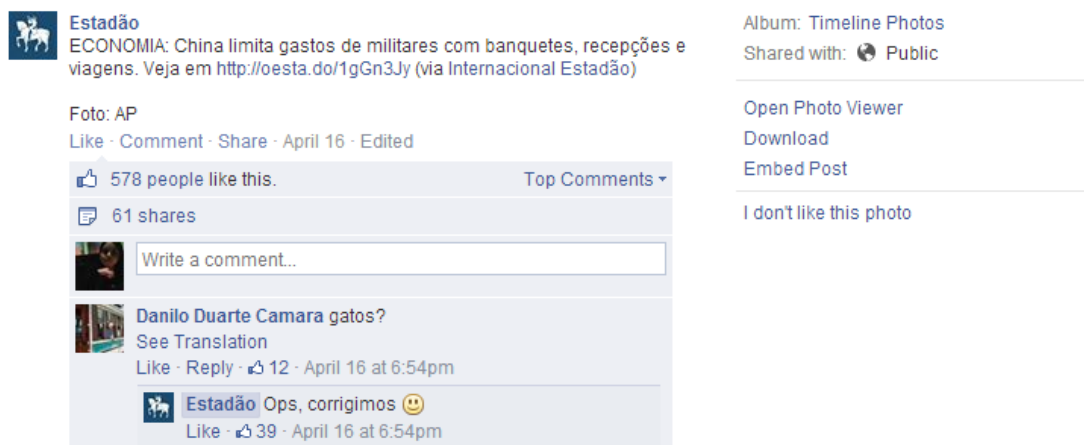 Estadão
ECONOMIA: China limita gastos de militares com banquetes, recepções e
viagens. Veja em http://oesta.do/1gGn3Jy (via Internacional Estadão)
Foto: AP
Like · Comment · Share · April 16 · Edited
578 people like this.
Top Comments
61 shares
Write a comment...
Danilo Duarte Camara gatos?
See Translation
Like · Reply · 12 · April 16 at 6:54pm
Estadão Ops, corrigimos
Like · 39 · April 16 at 6:54pm
Album: Timeline Photos
Shared with: Public
Open Photo Viewer
Download
Embed Post
I don't like this photo